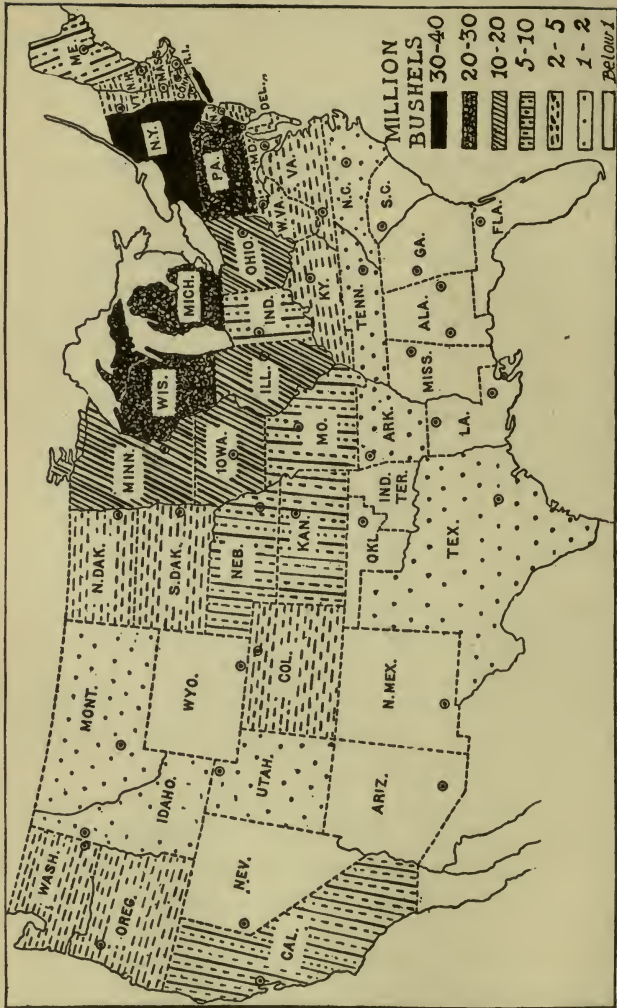 WASH.
OREG.
CAL.
NEV.
IDAHO.
MONT.
WYO.
UTAH.
ARIZ.
COL.
N.MEX.
N.DAK.
S.DAK.
NEB.
KAN.
OKL.
IND.
TER.
TEX.
MINN.
IOWA.
MO.
ARK.
LA.
WIS.
ILL.
MICH.
IND.
OHIO.
KY.
TENN.
MISS.
ALA.
GA.
FLA.
S.C.
N.C.
VA.
W.VA.
M.D.
DEL.
PA.
N.J.
N.Y.
VT.
N.H.
MASS.
R.I.
ME.
MILLION
BUSHELS
30-40
20-30
10-20
5-10
2-5
1-2
Below 1